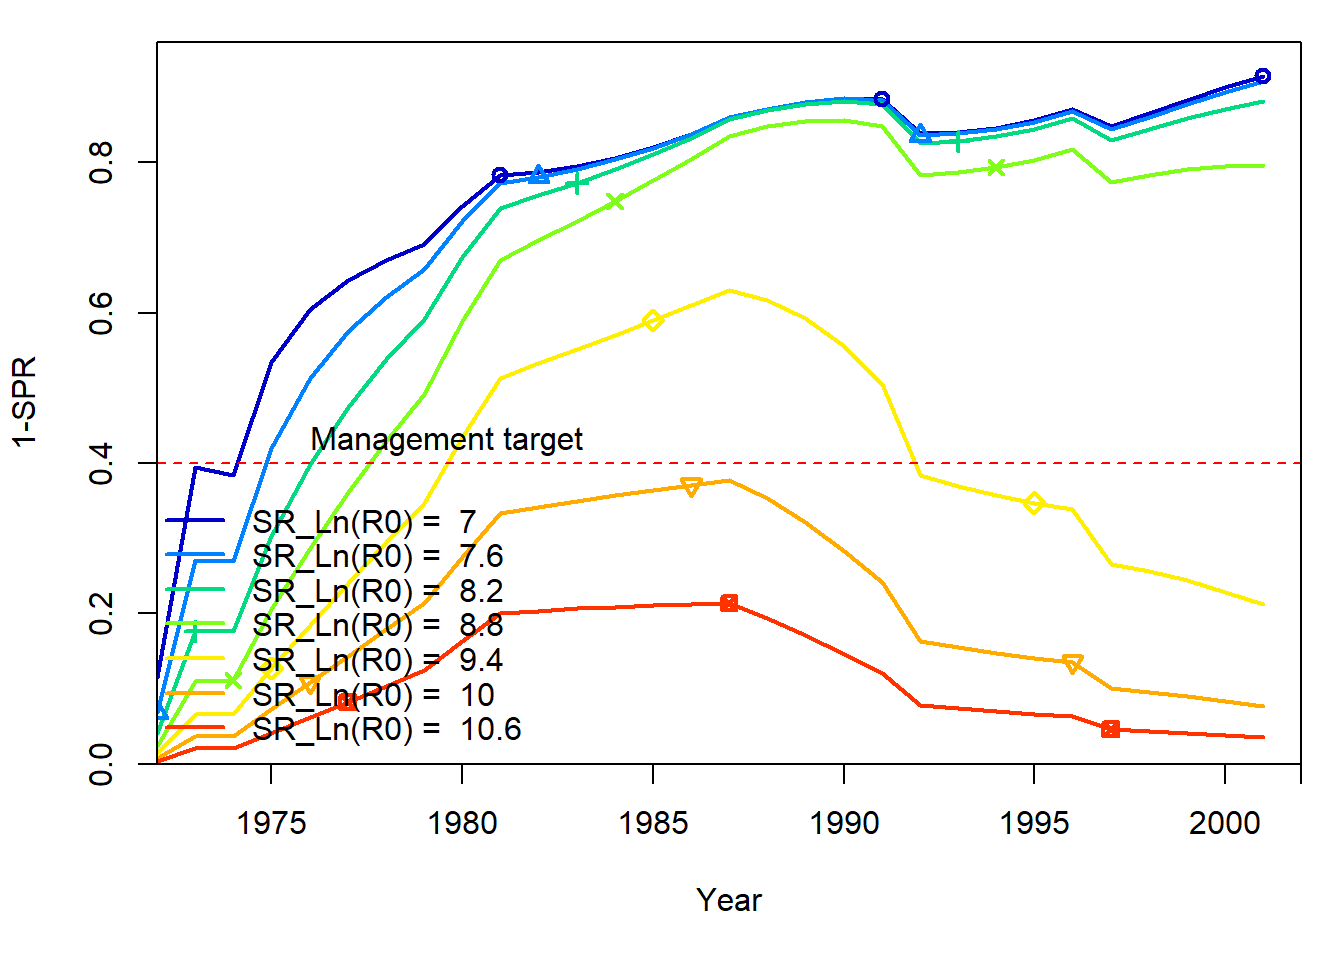 0.8
0.6
0.4
0.2
0.0
1-SPR
Management target
SR_Ln(R0) = 7
SR_Ln(R0) = 7.6
SR_Ln(R0) = 8.2
SR_Ln(R0) = 8.8
SR_Ln(R0) = 9.4
SR_Ln(R0) = 10
SR_Ln(R0) = 10.6
1975 1980 1985 1990 1995 2000
Year